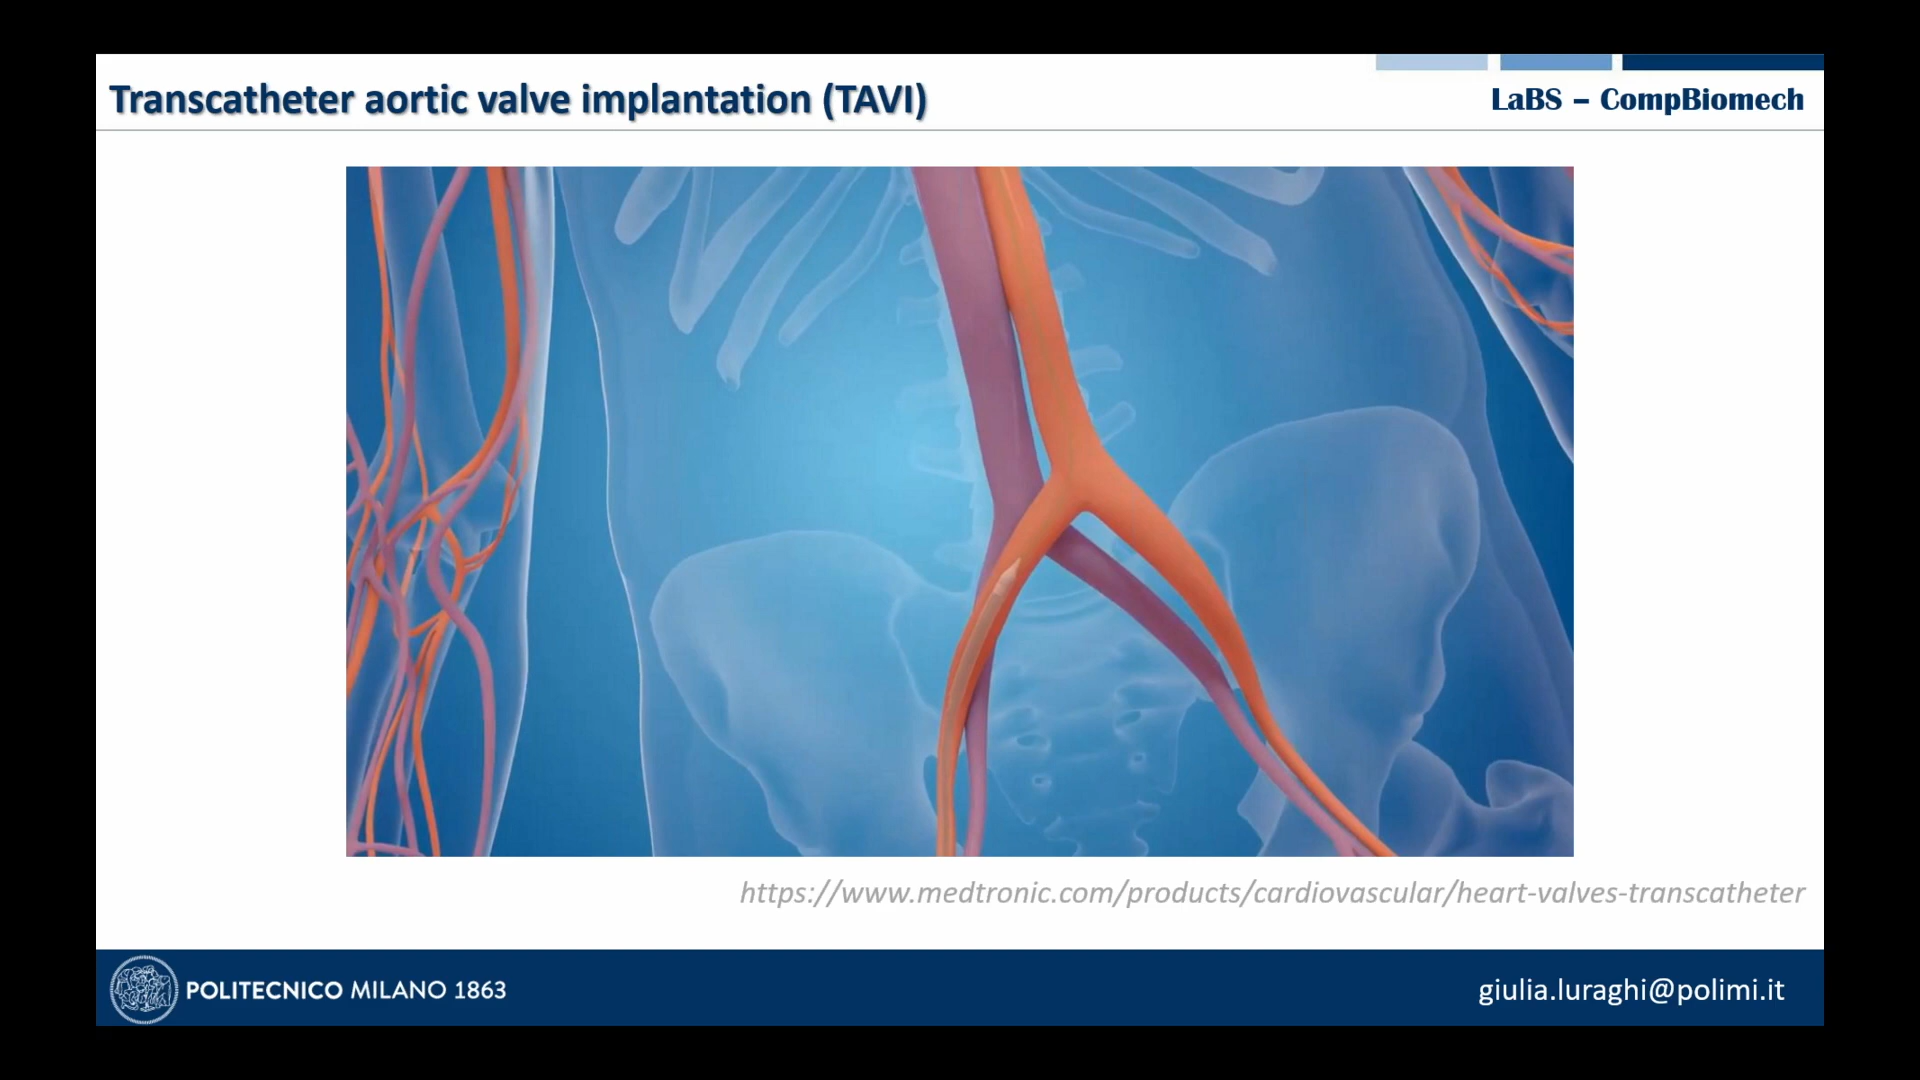 Transcatheter aortic valve implantation (TAVI)
LaBS – CompBiomech
https://www.medtronic.com/products/cardiovascular/heart-valves-transcatheter
POLITECNICO MILANO 1863
giulia.luraghi@polimi.it